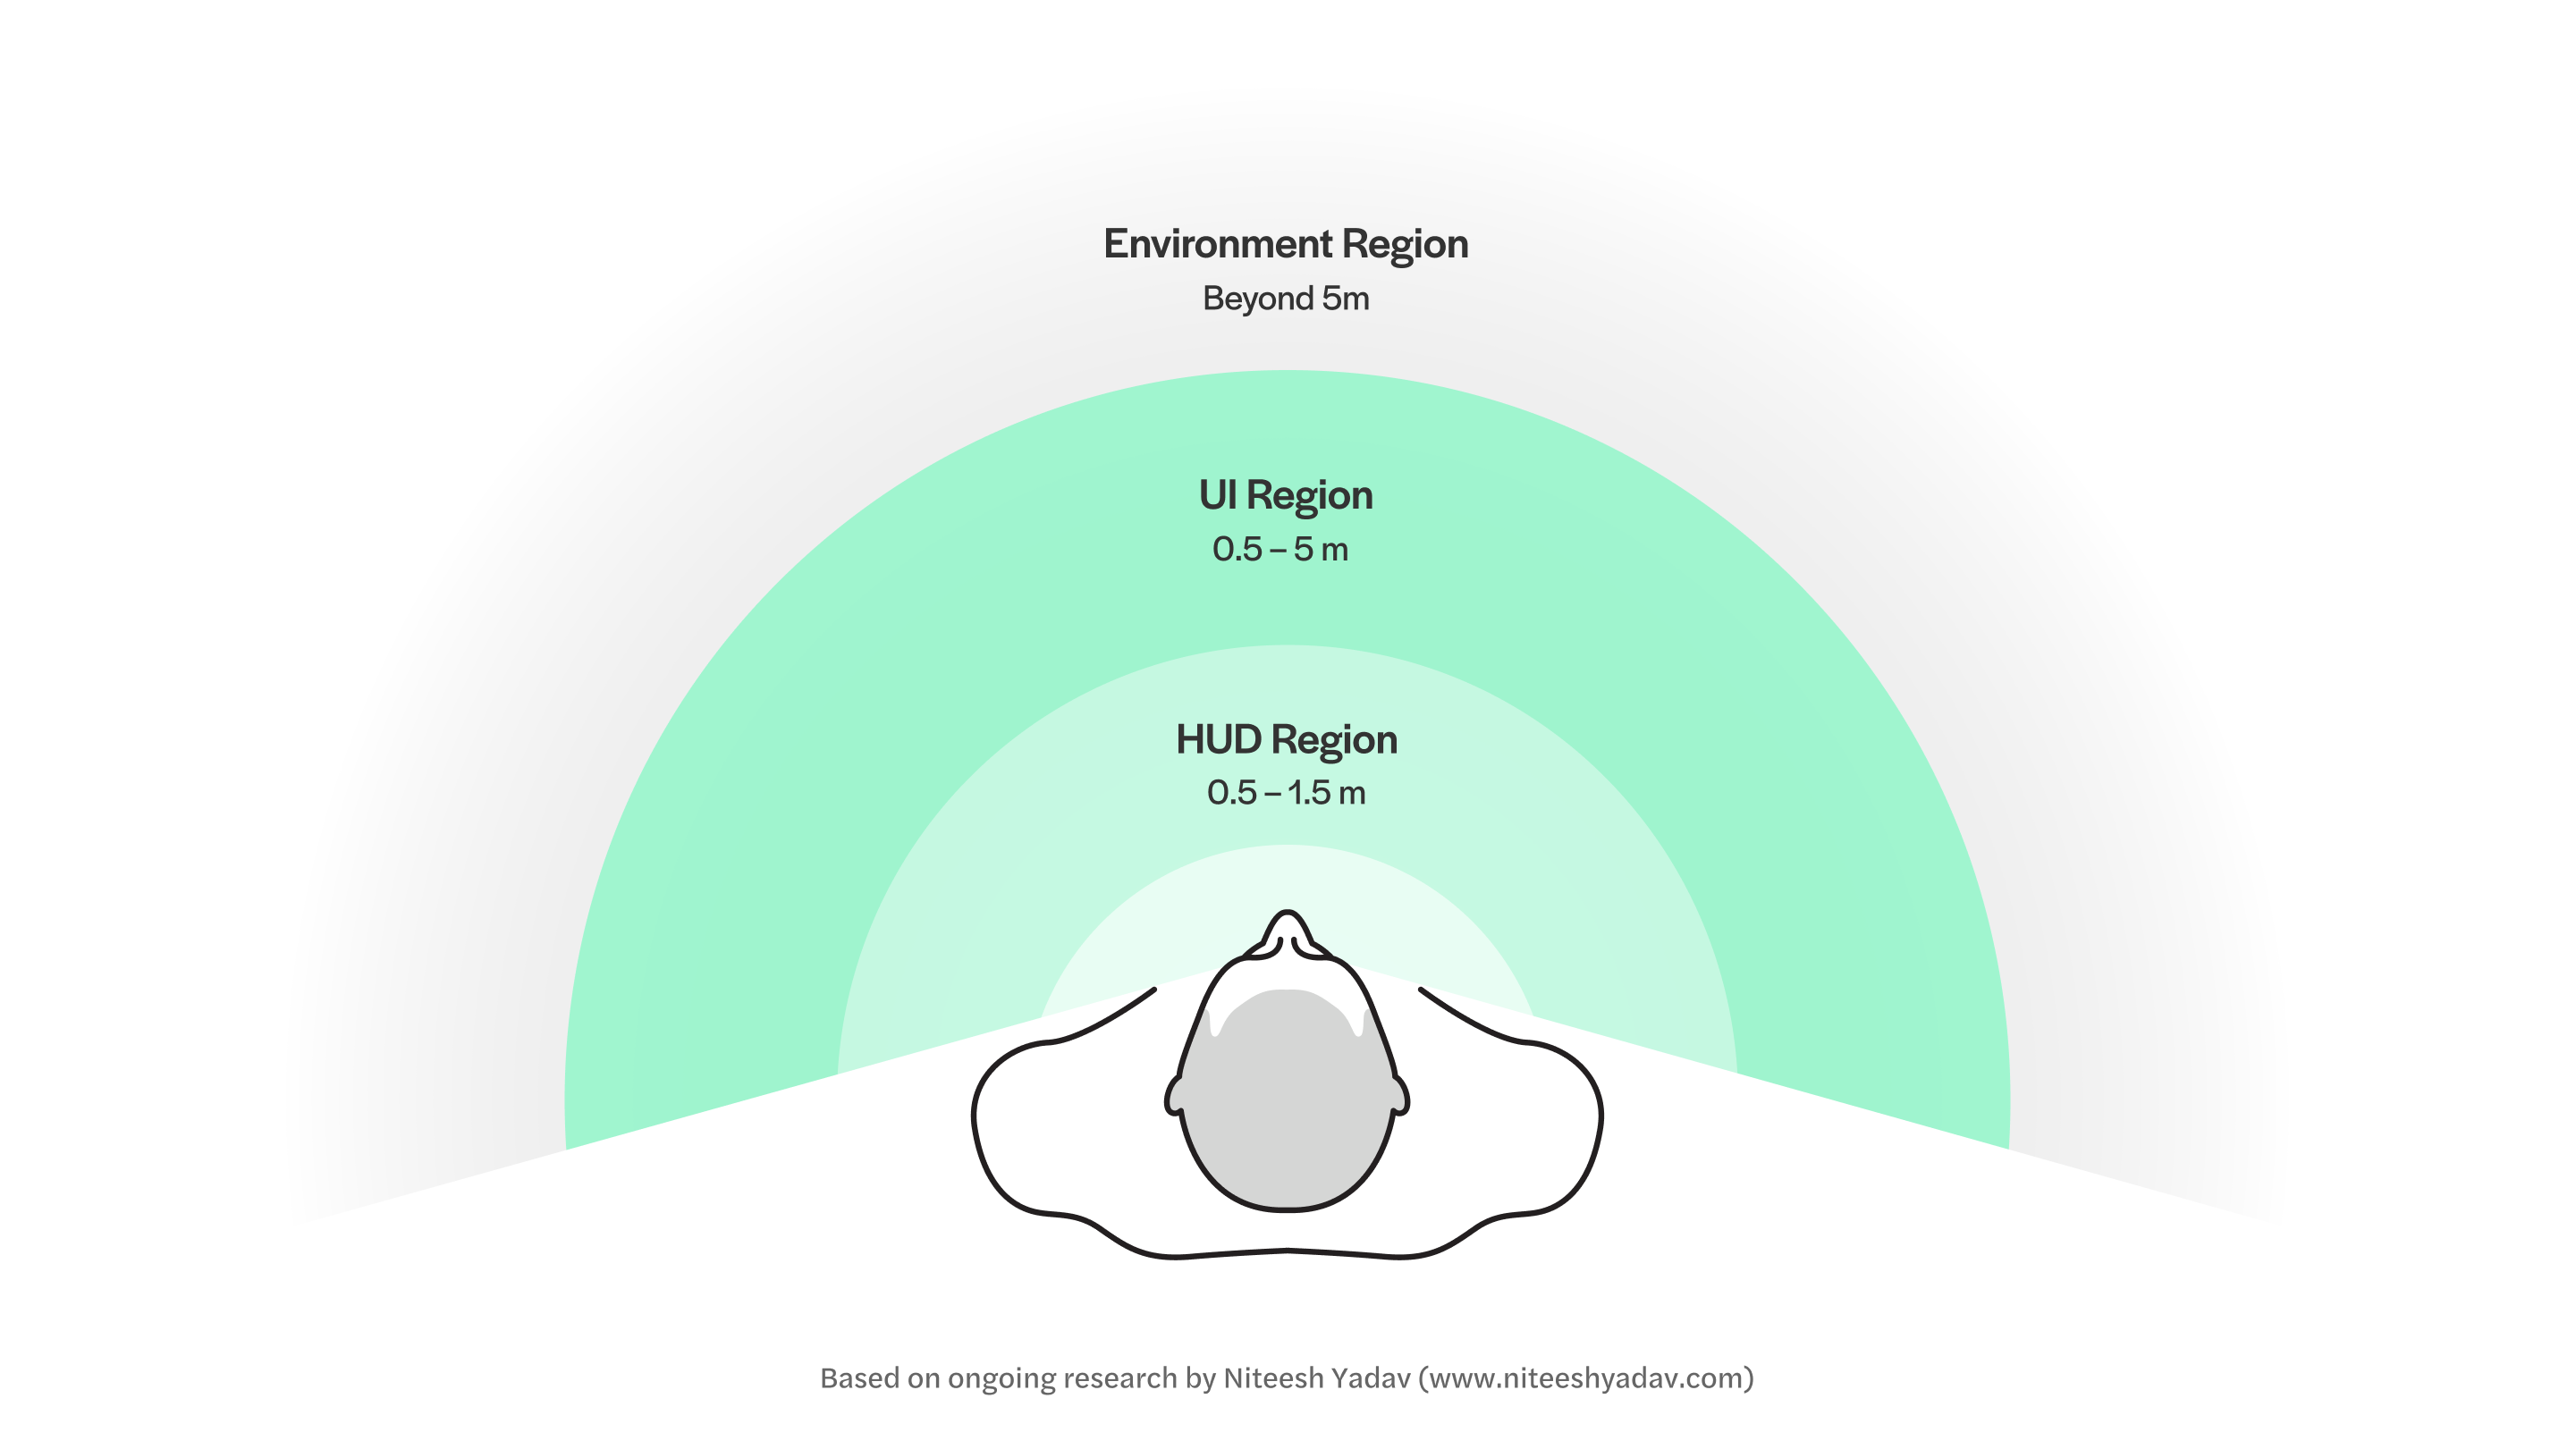 Environment Region
Beyond 5m
UI Region
0.5 – 5 m
HUD Region
0.5 – 1.5 m
Based on ongoing research by Niteesh Yadav (www.niteeshyadav.com)